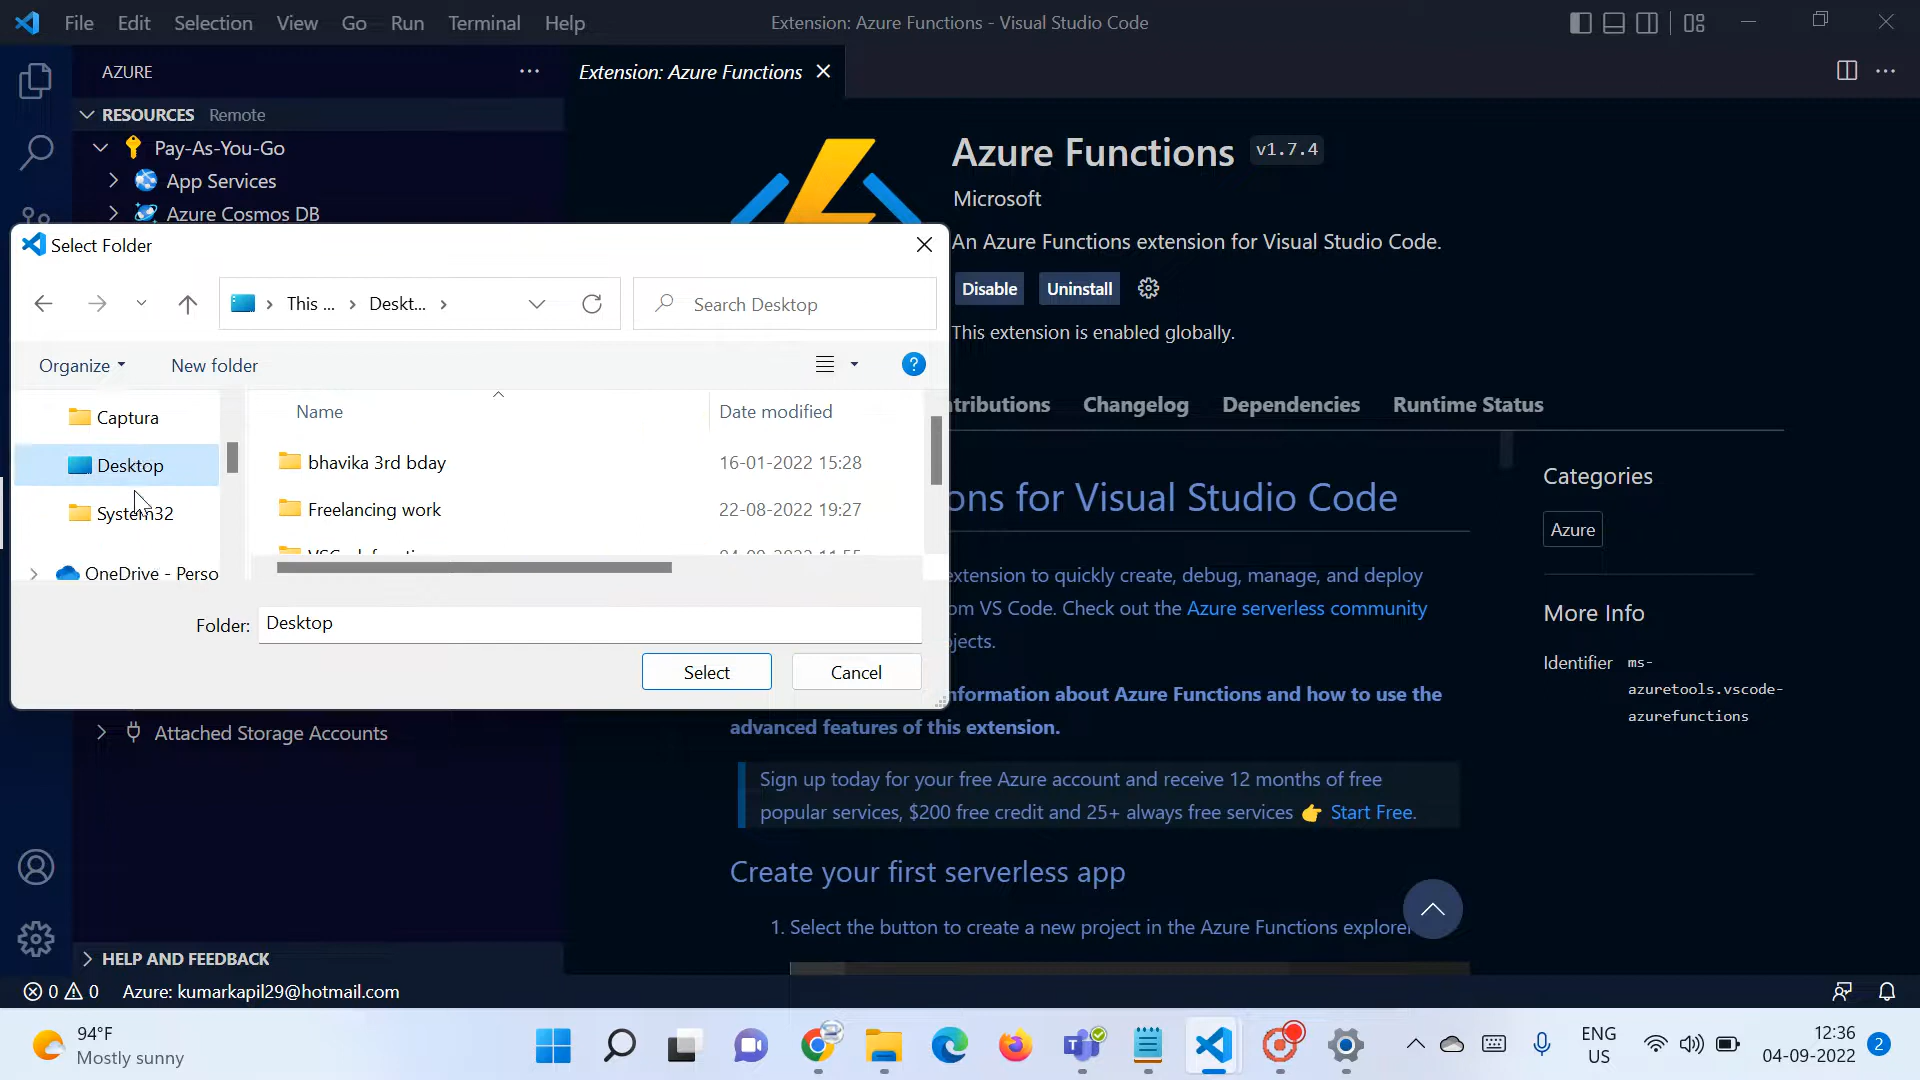 File Edit Selection View Go Run Terminal Help
Extension: Azure Functions - Visual Studio Code
AZURE
Extension: Azure Functions
RESOURCES Remote
Pay-As-You-Go
App Services
Azure Cosmos DB
Azure Functions v1.7.4
Microsoft
An Azure Functions extension for Visual Studio Code.
Disable Uninstall
This extension is enabled globally.
Select Folder
This ... Deskt...
Search Desktop
Organize New folder
Captura
Desktop
System32
OneDrive - Perso
Name Date modified
bhavika 3rd bday 16-01-2022 15:28
Freelancing work 22-08-2022 19:27
Folder: Desktop
Select Cancel
tributions Changelog Dependencies Runtime Status
ons for Visual Studio Code
extension to quickly create, debug, manage, and deploy
om VS Code. Check out the Azure serverless community
jects.
nformation about Azure Functions and how to use the
advanced features of this extension.
Sign up today for your free Azure account and receive 12 months of free
popular services, $200 free credit and 25+ always free services 👉 Start Free.
Create your first serverless app
1. Select the button to create a new project in the Azure Functions explorer
Categories
Azure
More Info
Identifier ms-
azuretools.vscode-
azurefunctions
Attached Storage Accounts
HELP AND FEEDBACK
0 0 Azure: kumarkapil29@hotmail.com
94°F
Mostly sunny
ENG
US
12:36
04-09-2022
2